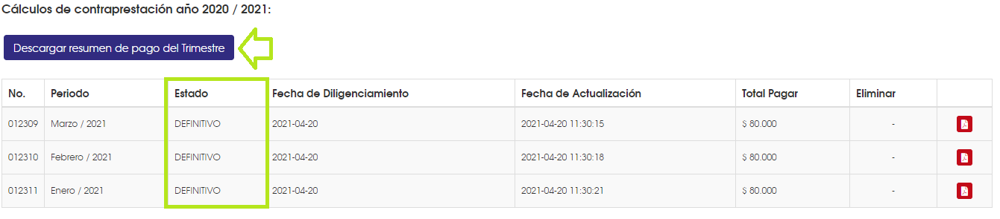 Cálculos de contraprestación año 2020 / 2021:
Descargar resumen de pago del Trimestre
No. Periodo Estado Fecha de Diligenciamiento Fecha de Actualización Total Pagar Eliminar
012309 Marzo / 2021 DEFINITIVO 2021-04-20 2021-04-20 11:30:15 $ 80.000 -
012310 Febrero / 2021 DEFINITIVO 2021-04-20 2021-04-20 11:30:18 $ 80.000 -
012311 Enero / 2021 DEFINITIVO 2021-04-20 2021-04-20 11:30:21 $ 80.000 -